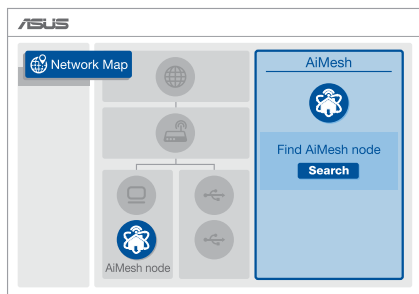 ASUS
Network Map
AiMesh
Find AiMesh node
Search
AiMesh node